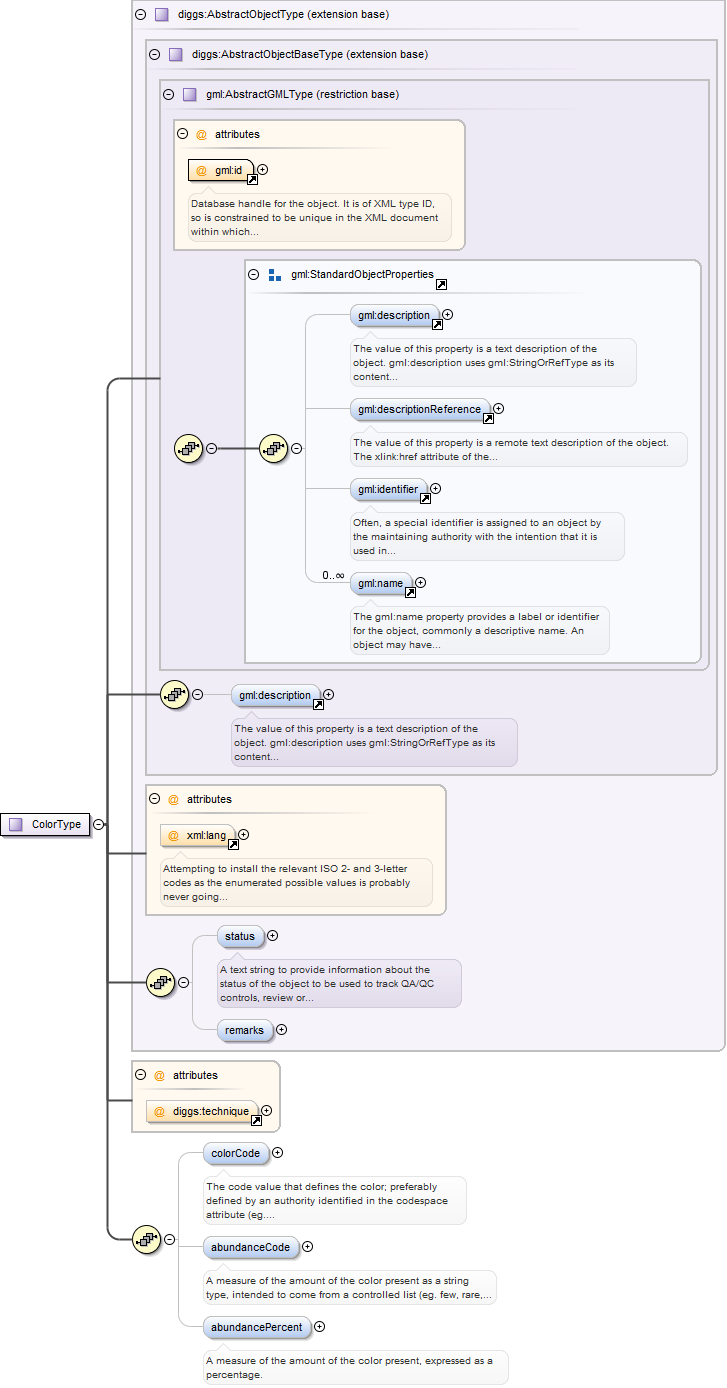 diggs:AbstractObjectType (extension base)
diggs:AbstractObjectBaseType (extension base)
gml:AbstractGMLType (restriction base)
@ attributes
@ gml:id
Database handle for the object. It is of XML type ID,
so is constrained to be unique in the XML document
within which...
gml:StandardObjectProperties
gml:description
The value of this property is a text description of the
object. gml:description uses gml:StringOrRefType as its
content...
gml:descriptionReference
The value of this property is a remote text description of the object.
The xlink:href attribute of the...
gml:identifier
Often, a special identifier is assigned to an object by
the maintaining authority with the intention that it is
used in...
0..∞
gml:name
The gml:name property provides a label or identifier
for the object, commonly a descriptive name. An
object may have...
gml:description
The value of this property is a text description of the
object. gml:description uses gml:StringOrRefType as its
content...
@ attributes
ColorType
@ xml:lang
Attempting to install the relevant ISO 2- and 3-letter
codes as the enumerated possible values is probably
never going...
status
A text string to provide information about the
status of the object to be used to track QA/QC
controls, review or...
remarks
@ attributes
@ diggs:technique
colorCode
The code value that defines the color; preferably
defined by an authority identified in the codespace
attribute (eg....
abundanceCode
A measure of the amount of the color present as a string
type, intended to come from a controlled list (eg. few, rare,...
abundancePercent
A measure of the amount of the color present, expressed as a
percentage.